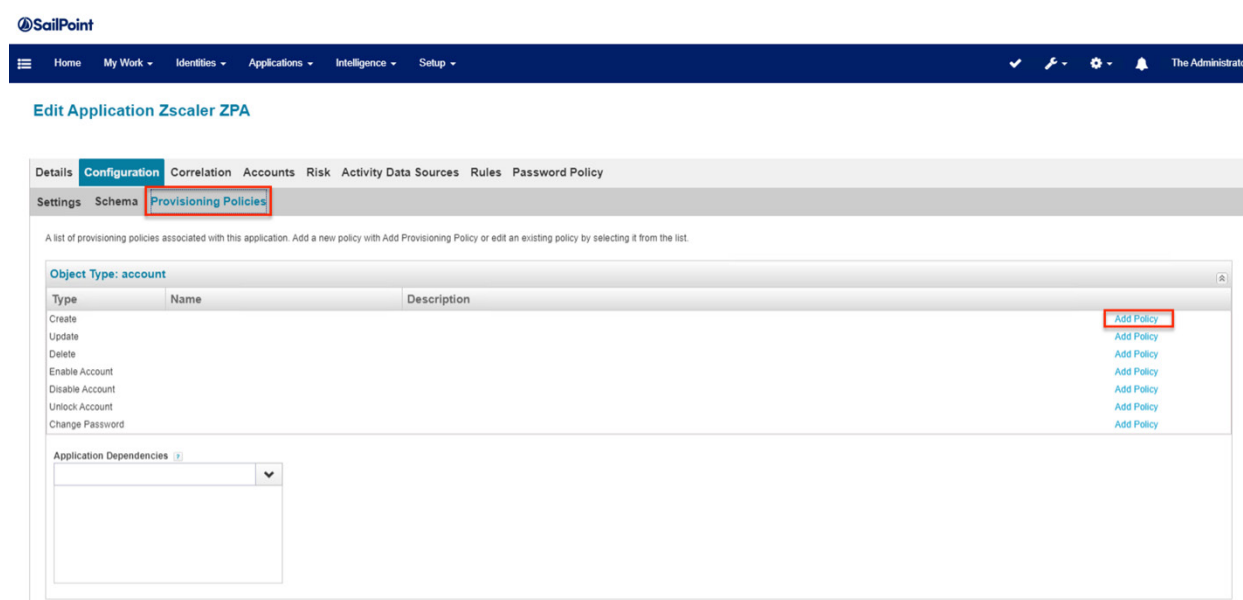 SailPoint
Home My Work Identities Applications Intelligence Setup
Edit Application Zscaler ZPA
Details Configuration Correlation Accounts Risk Activity Data Sources Rules Password Policy
Settings Schema Provisioning Policies
A list of provisioning policies associated with this application. Add a new policy with Add Provisioning Policy or edit an existing policy by selecting it from the list.
Object Type: account
Type Name Description
Create Add Policy
Update Add Policy
Delete Add Policy
Enable Account Add Policy
Disable Account Add Policy
Unlock Account Add Policy
Change Password Add Policy
Application Dependencies ?